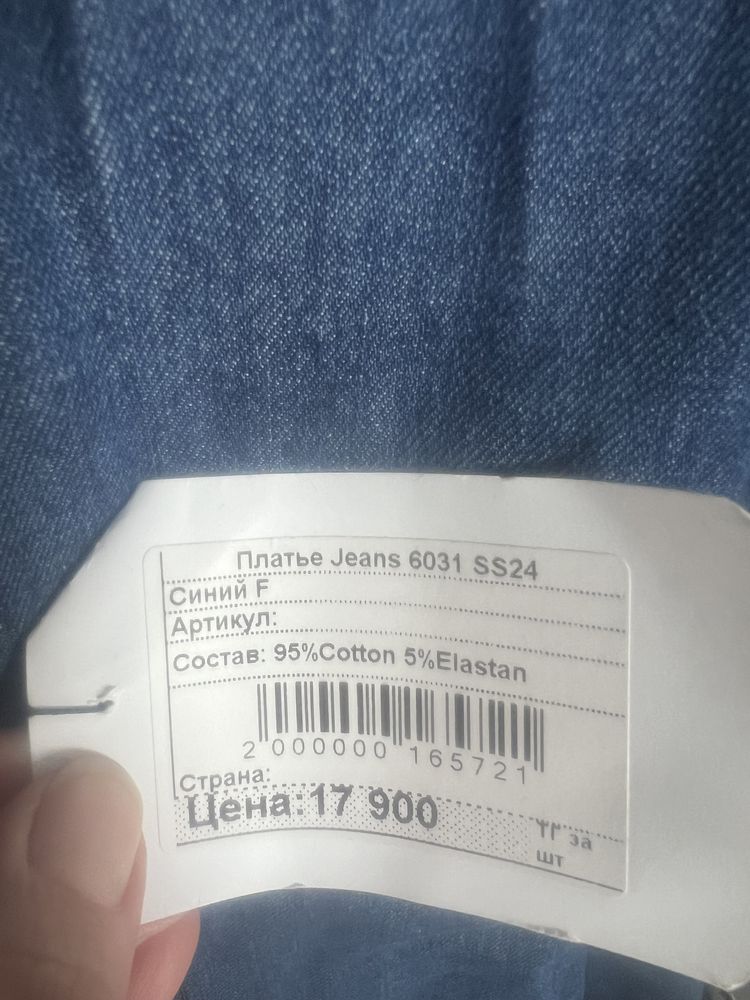 Платье Jeans 6031 SS24
Синий F
Артикул:
Состав: 95%Cotton 5%Elastan
2 000000 165721
Страна:
Цена:17 900
тг за
шт